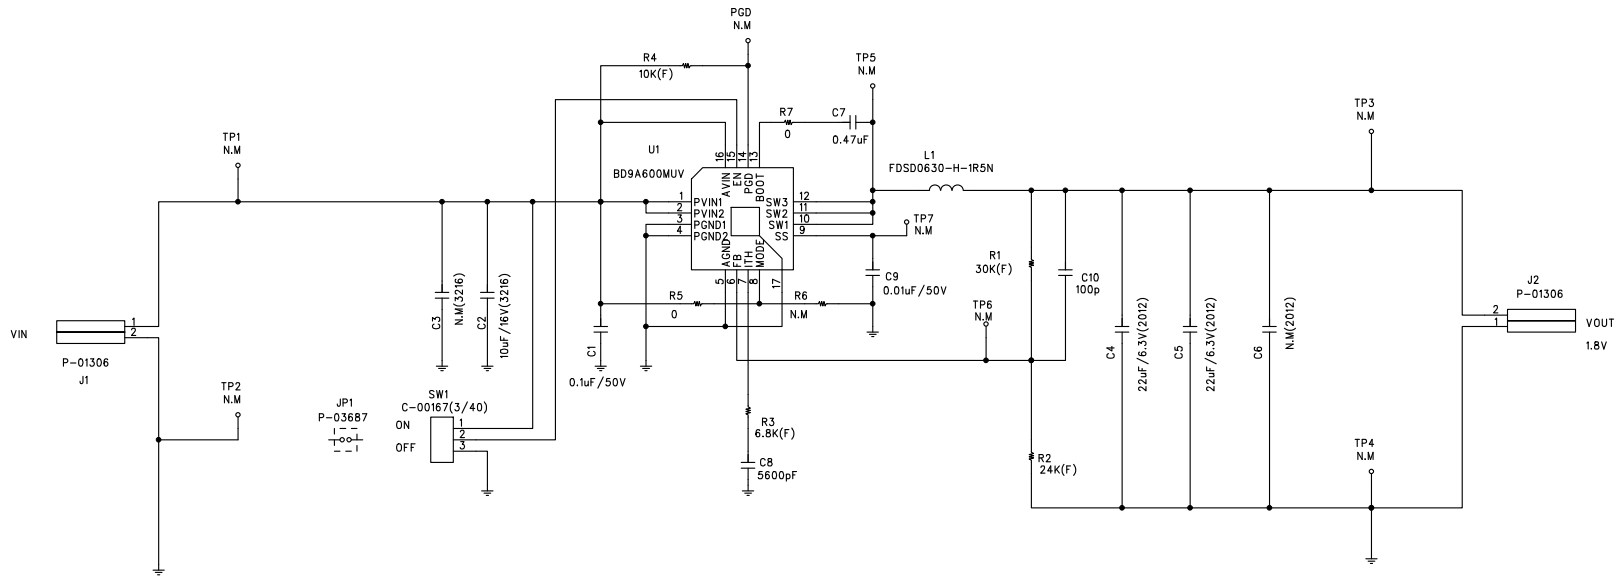 PGD
N.M
R4
10K(F)
TP5
N.M
R7
0
C7
0.47uF
TP3
N.M
TP1
N.M
U1
BD9A600MUV
16
15
14
13
AVIN
EN
PGD
BOOT
L1
FDSD0630-H-1R5N
1
PVIN1
2
PVIN2
3
PGND1
4
PGND2
SW3
12
SW2
11
SW1
10
SS
9
TP7
N.M
AGND
FB
ITH
MODE
5
6
7
8
17
R1
30K(F)
C10
100p
C9
0.01uF/50V
R5
0
R6
N.M
TP6
N.M
C3
N.M(3216)
C2
10uF/16V(3216)
C1
0.1uF/50V
C4
22uF/6.3V(2012)
C5
22uF/6.3V(2012)
C6
N.M(2012)
J2
P-01306
2
1
VOUT
1.8V
VIN
1
2
P-01306
J1
TP2
N.M
JP1
P-03687
SW1
C-00167(3/40)
ON
OFF
1
2
3
R3
6.8K(F)
C8
5600pF
R2
24K(F)
TP4
N.M